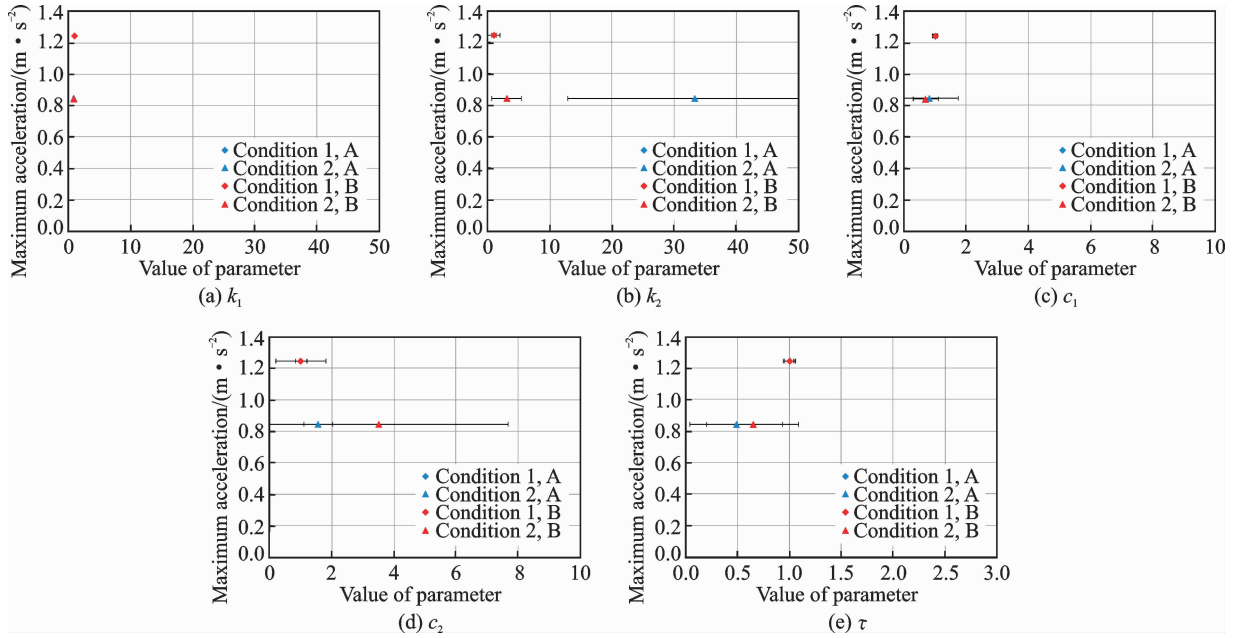 Maximum acceleration/(m • s⁻²)
1.4
1.2
1.0
0.8
0.6
0.4
0.2
0.0
Condition 1, A
Condition 2, A
Condition 1, B
Condition 2, B
0 10 20 30 40 50
Value of parameter
(a) k₁
Maximum acceleration/(m • s⁻²)
1.4
1.2
1.0
0.8
0.6
0.4
0.2
0.0
Condition 1, A
Condition 2, A
Condition 1, B
Condition 2, B
0 10 20 30 40 50
Value of parameter
(b) k₂
Maximum acceleration/(m • s⁻²)
1.4
1.2
1.0
0.8
0.6
0.4
0.2
0.0
Condition 1, A
Condition 2, A
Condition 1, B
Condition 2, B
0 2 4 6 8 10
Value of parameter
(c) c₁
Maximum acceleration/(m • s⁻²)
1.4
1.2
1.0
0.8
0.6
0.4
0.2
0.0
Condition 1, A
Condition 2, A
Condition 1, B
Condition 2, B
0 2 4 6 8 10
Value of parameter
(d) c₂
Maximum acceleration/(m • s⁻²)
1.4
1.2
1.0
0.8
0.6
0.4
0.2
0.0
Condition 1, A
Condition 2, A
Condition 1, B
Condition 2, B
0.0 0.5 1.0 1.5 2.0 2.5 3.0
Value of parameter
(e) τ